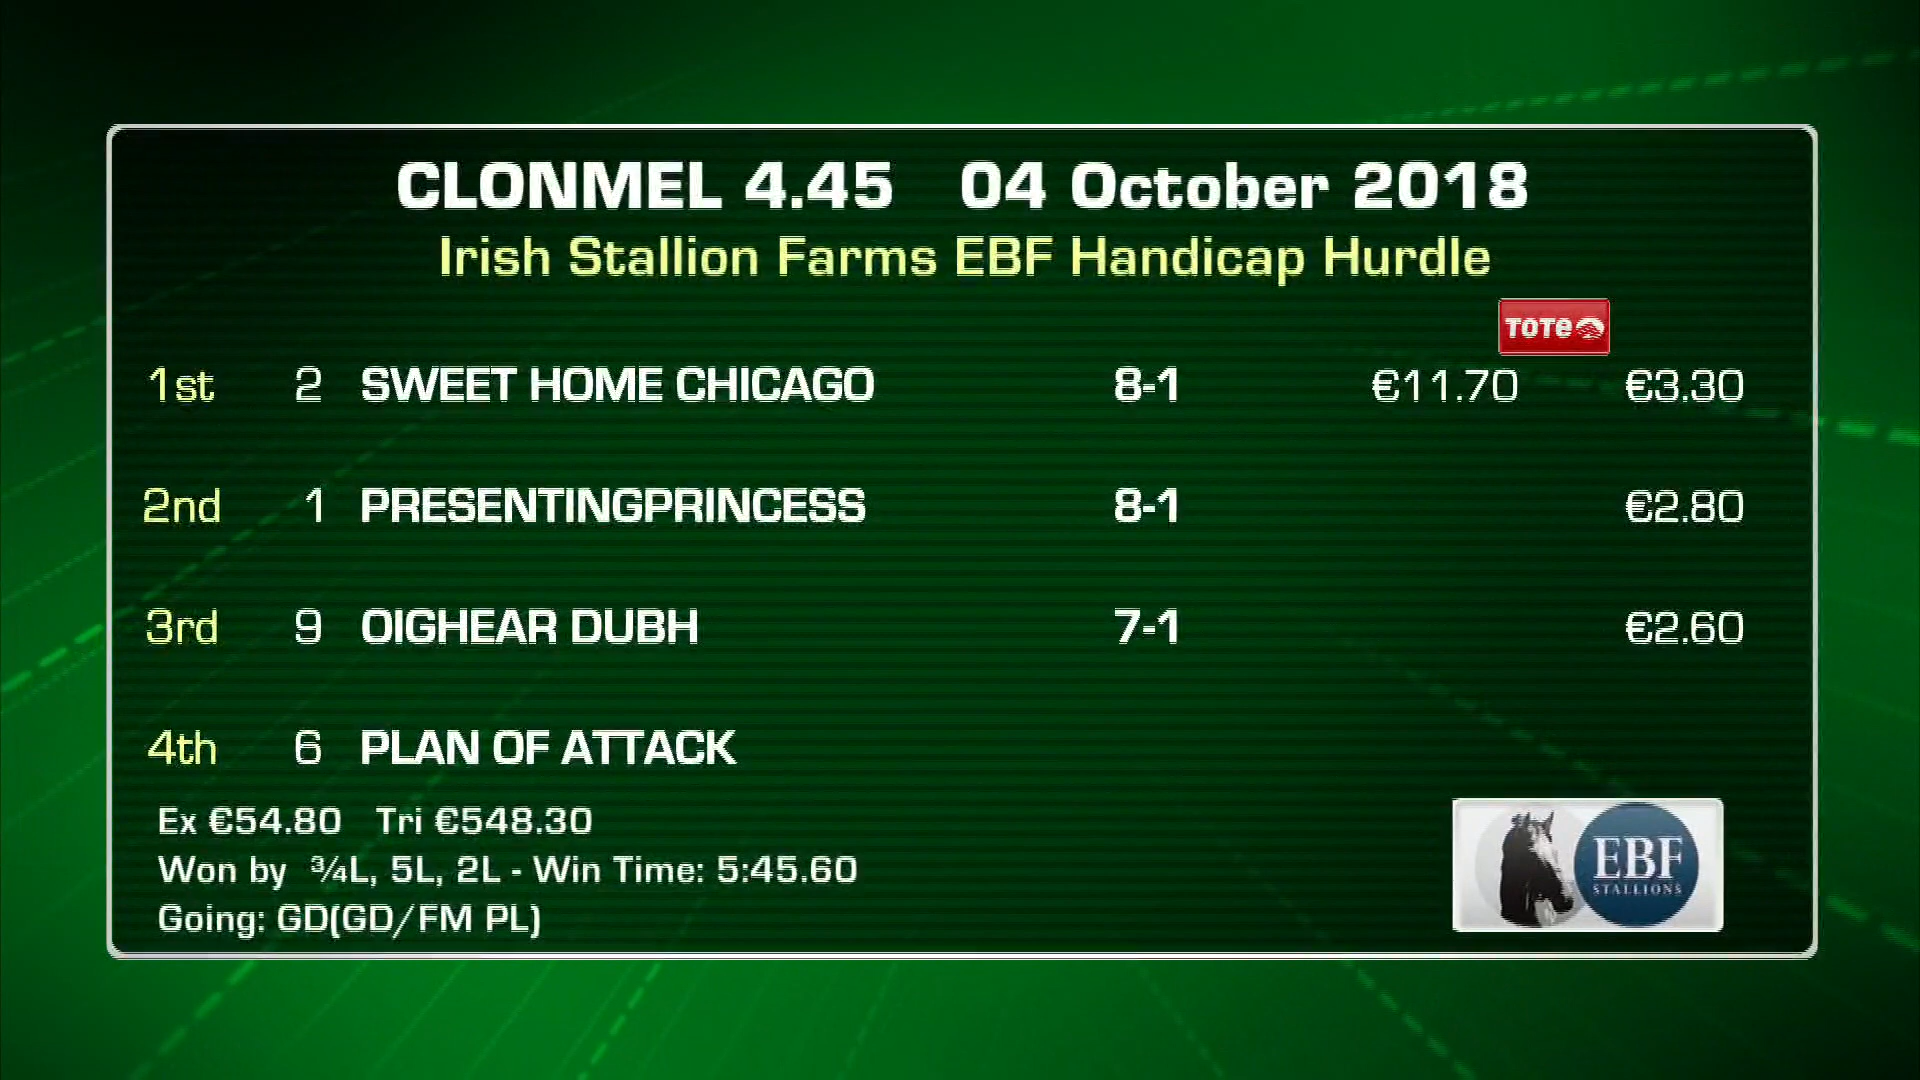 CLONMEL 4.45 04 October 2018
Irish Stallion Farms EBF Handicap Hurdle
TOTE
1st 2 SWEET HOME CHICAGO 8-1 €11.70 €3.30
2nd 1 PRESENTINGPRINCESS 8-1 €2.80
3rd 9 OIGHEAR DUBH 7-1 €2.60
4th 6 PLAN OF ATTACK
Ex €54.80 Tri €548.30
Won by ¾L, 5L, 2L - Win Time: 5:45.60
Going: GD(GD/FM PL)
EBF
STALLIONS